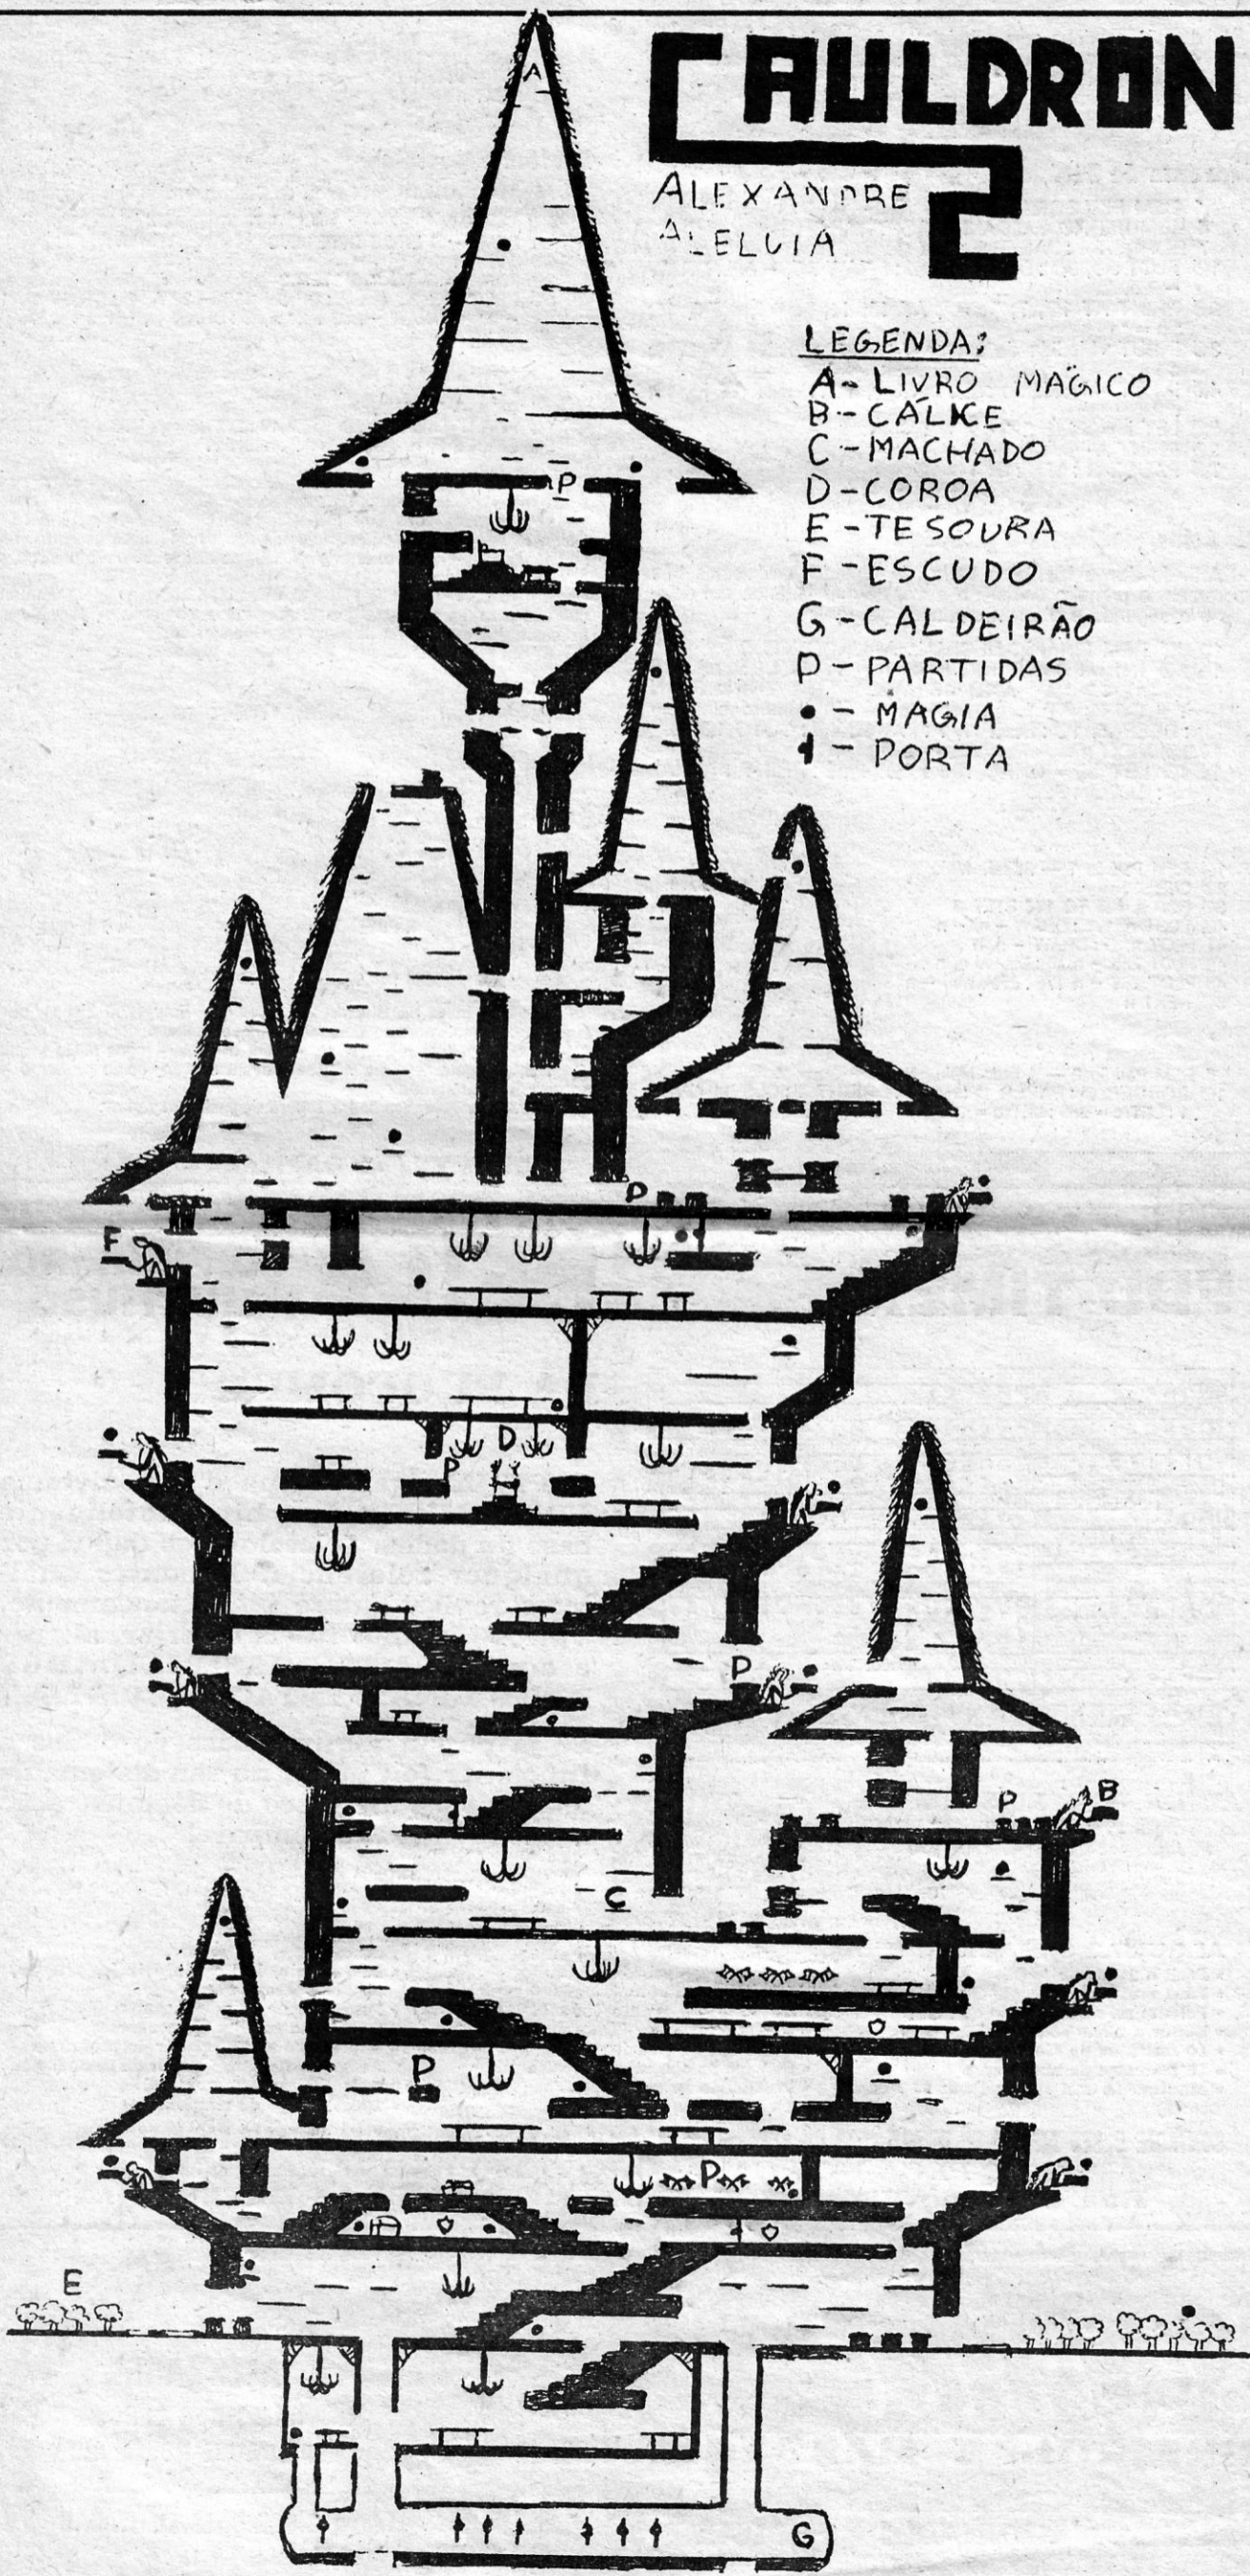 CAULDRON
2
ALEXANDRE
ALELUIA
LEGENDA:
A - LIVRO MÁGICO
B - CÁLICE
C - MACHADO
D - COROA
E - TESOURA
F - ESCUDO
G - CALDEIRÃO
P - PARTIDAS
• - MAGIA
- PORTA
A
P
P
F
D
P
P
P
B
C
P
P
E
G